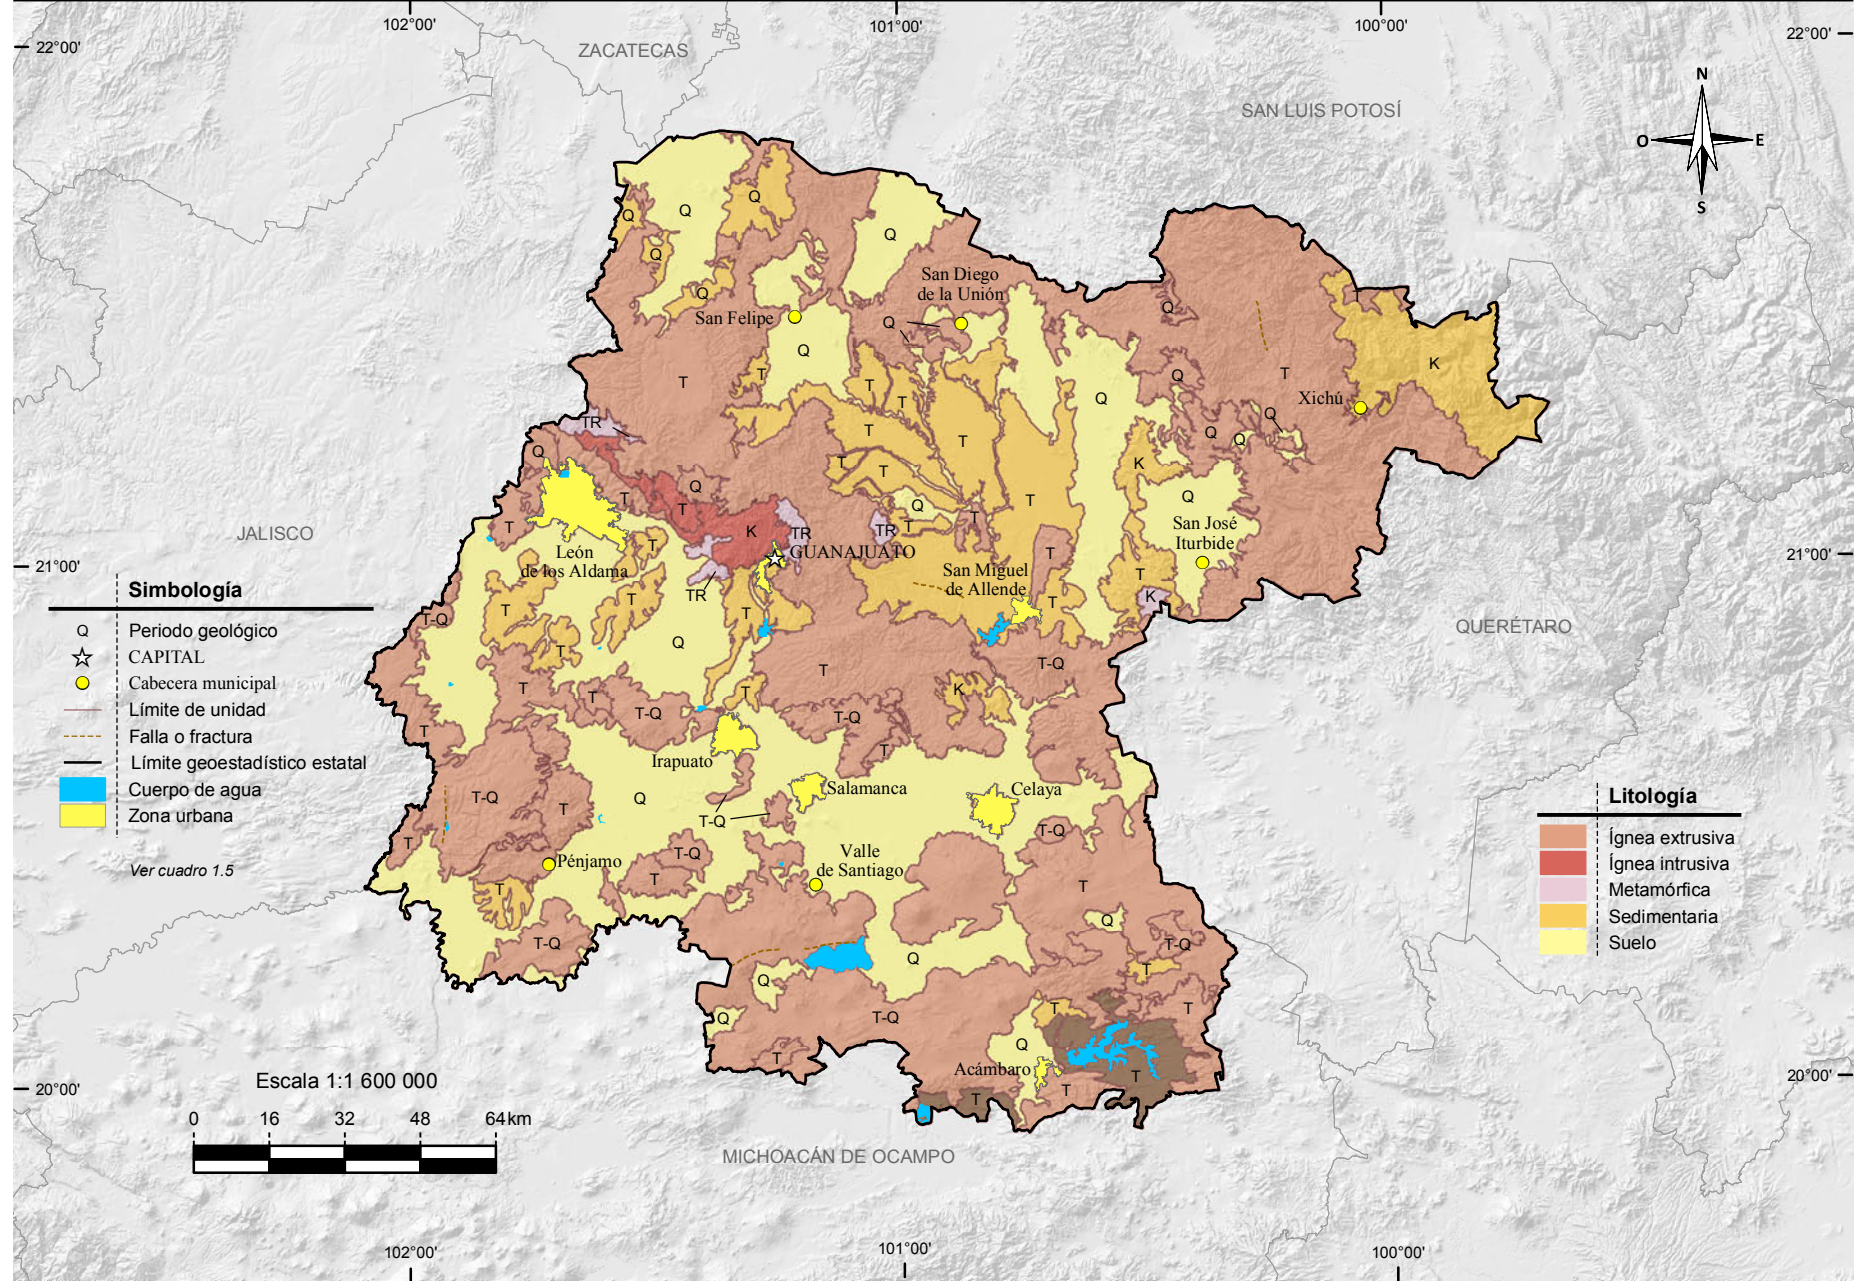 102°00'
101°00'
100°00'
22°00'
22°00'
ZACATECAS
SAN LUIS POTOSÍ
N
O
E
S
Q
Q
Q
Q
Q
Q
Q
San Diego
de la Unión
San Felipe
Q
Q
Q
T
Q
T
K
T
T
T
T
Q
Q
Xichú
Q
TR
T
T
Q
Q
Q
T
T
K
Q
T
Q
T
T
Q
Q
T
T
T
K
TR
TR
San José
Iturbide
JALISCO
León
de los Aldama
T
GUANAJUATO
T
21°00'
21°00'
San Miguel
de Allende
T
TR
T
T
T
T
K
T-Q
Q
T
T-Q
QUERÉTARO
T
T
T
T
T-Q
T
K
T-Q
T
T
Irapuato
Salamanca
Celaya
T-Q
T
Q
T-Q
T-Q
T
Pénjamo
T-Q
T
Valle
de Santiago
T
T
Q
T-Q
T-Q
Q
T
Q
Q
T-Q
T
T
Q
T
Acámbaro
T
T
T
Simbología
Q Periodo geológico
CAPITAL
Cabecera municipal
Límite de unidad
Falla o fractura
Límite geoestadístico estatal
Cuerpo de agua
Zona urbana
Ver cuadro 1.5
Litología
Ígnea extrusiva
Ígnea intrusiva
Metamórfica
Sedimentaria
Suelo
20°00'
20°00'
Escala 1:1 600 000
0 16 32 48 64 km
MICHOACÁN DE OCAMPO
102°00'
101°00'
100°00'